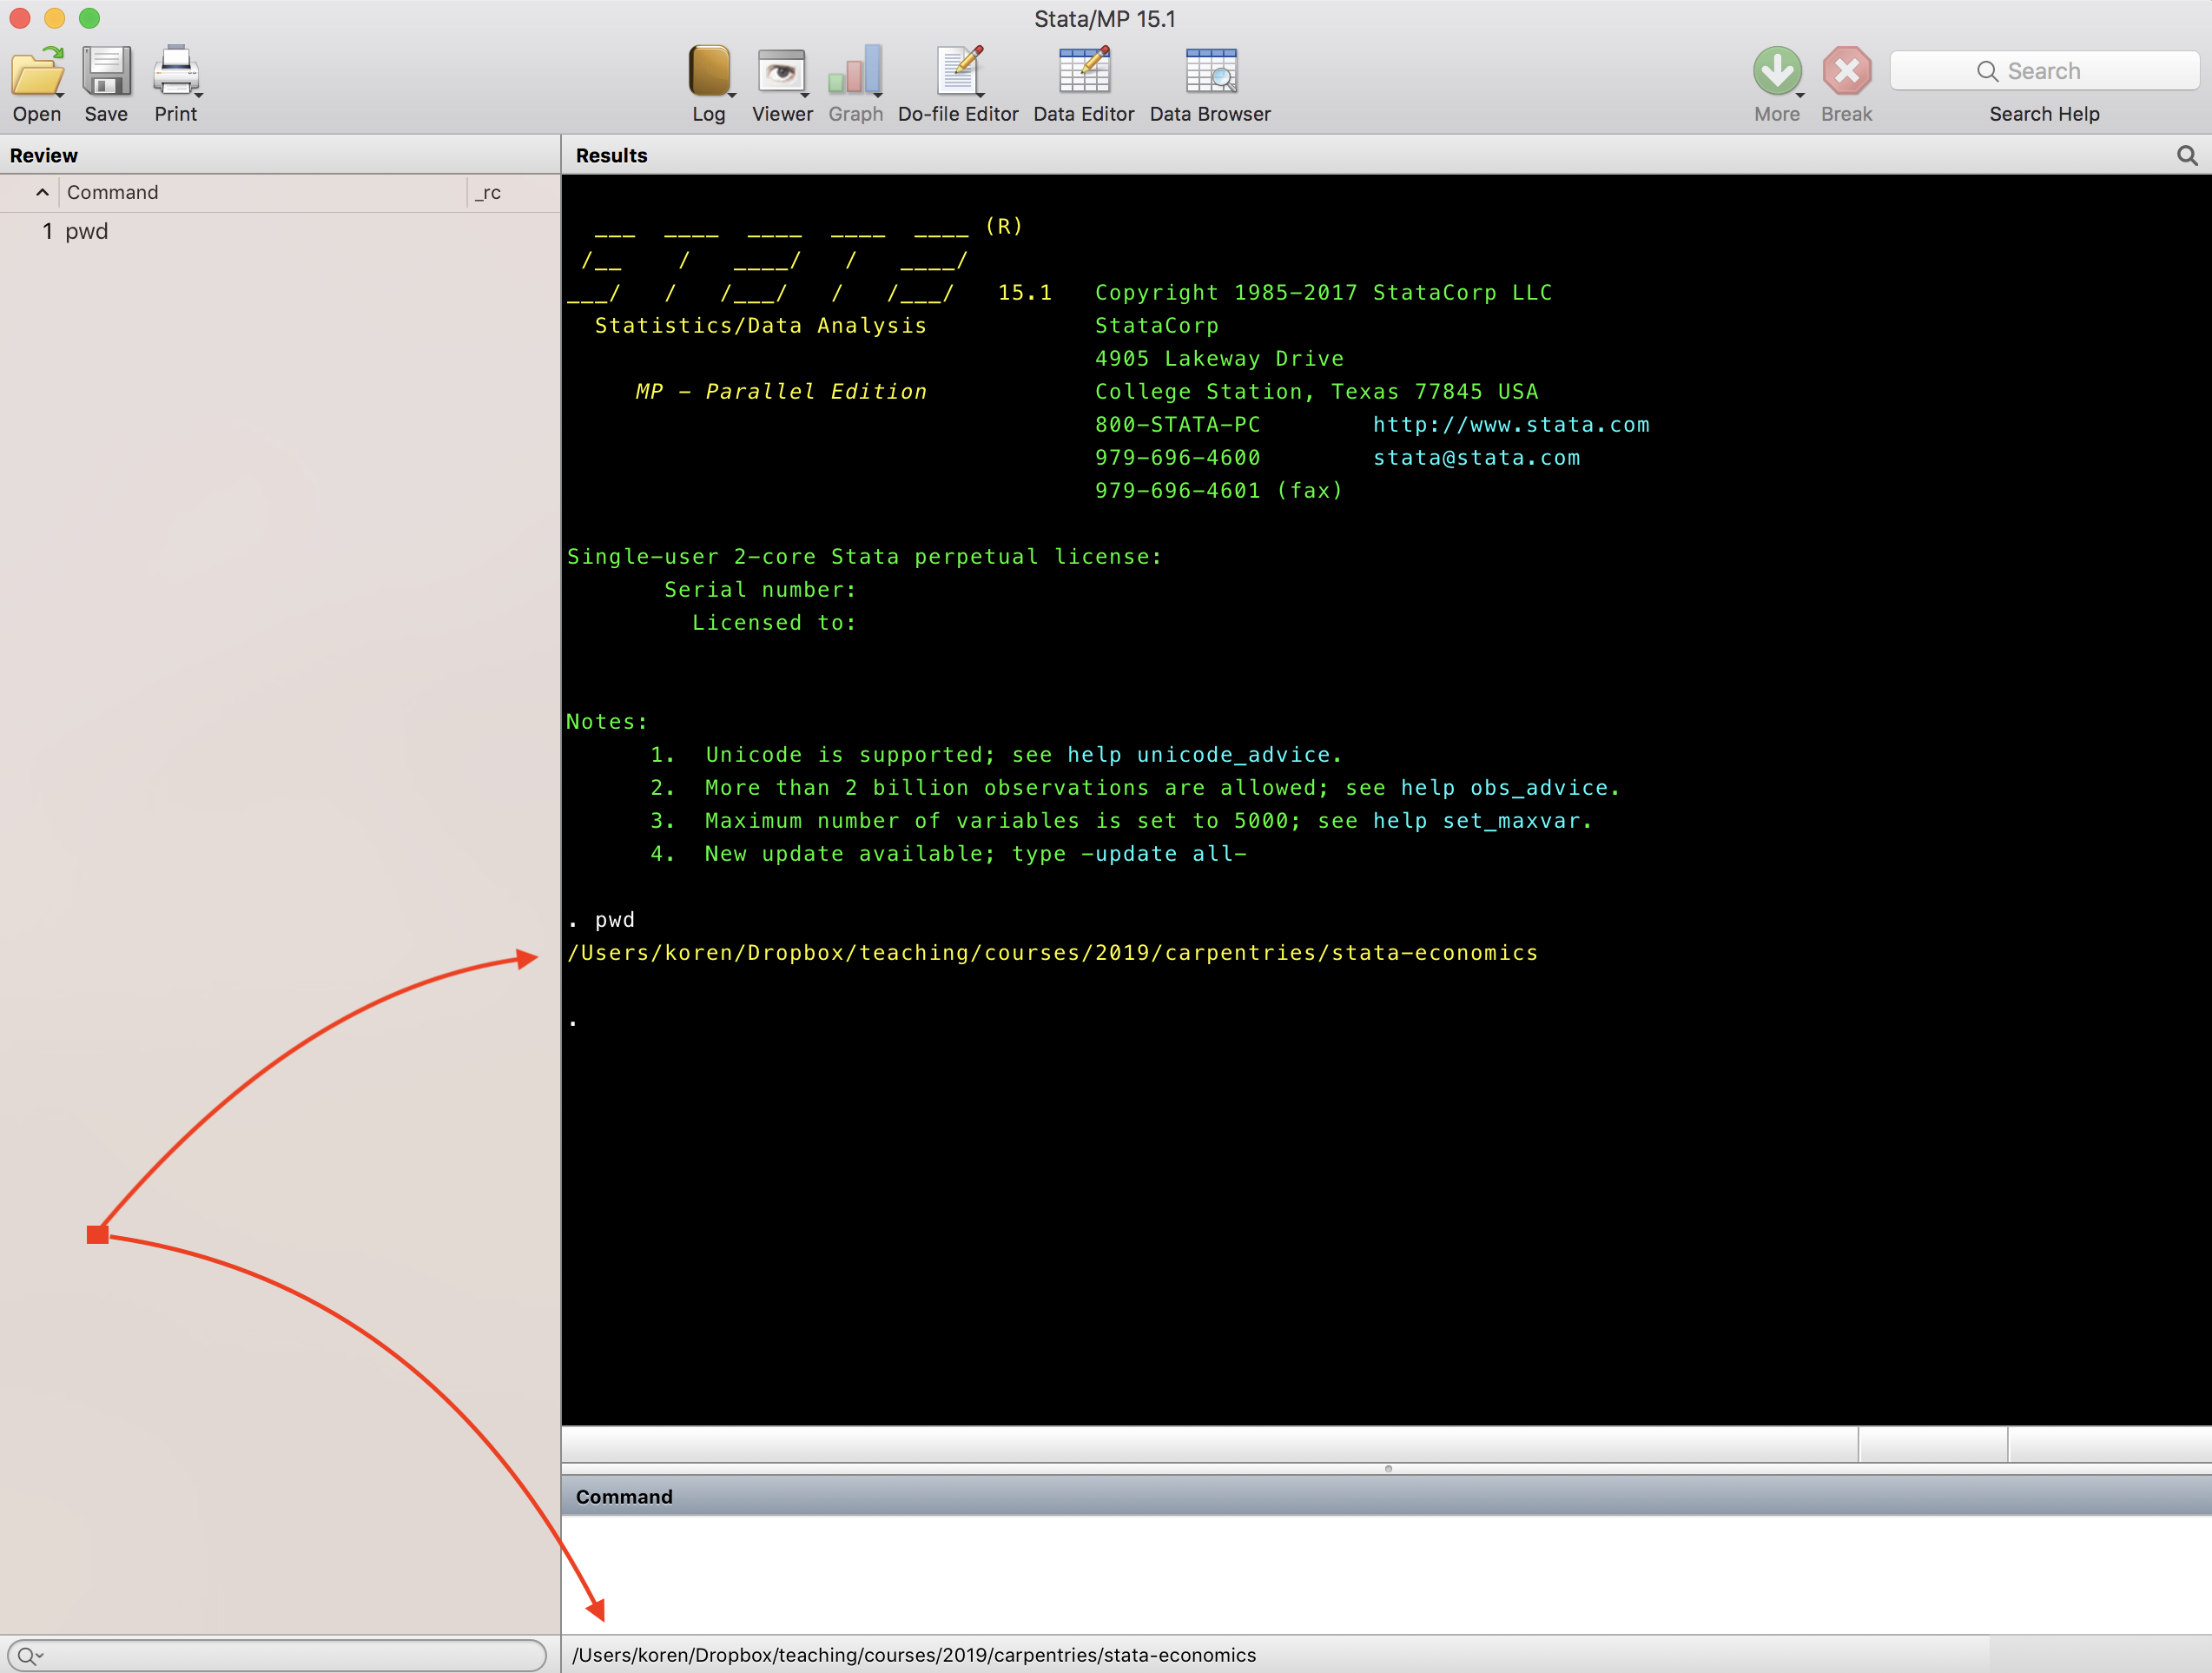 Stata/MP 15.1
Open Save Print Log Viewer Graph Do-file Editor Data Editor Data Browser More Break Search
Search Help
Review
Command _rc
1 pwd
Results
  ___  ____  ____  ____  ____ (R)
 /__    /   ____/   /   ____/
___/   /   /___/   /   /___/   15.1   Copyright 1985-2017 StataCorp LLC
Statistics/Data Analysis StataCorp
4905 Lakeway Drive
MP - Parallel Edition College Station, Texas 77845 USA
800-STATA-PC http://www.stata.com
979-696-4600 stata@stata.com
979-696-4601 (fax)
Single-user 2-core Stata perpetual license:
Serial number:
Licensed to:
Notes:
1. Unicode is supported; see help unicode_advice.
2. More than 2 billion observations are allowed; see help obs_advice.
3. Maximum number of variables is set to 5000; see help set_maxvar.
4. New update available; type -update all-
. pwd
/Users/koren/Dropbox/teaching/courses/2019/carpentries/stata-economics
.
Command
/Users/koren/Dropbox/teaching/courses/2019/carpentries/stata-economics